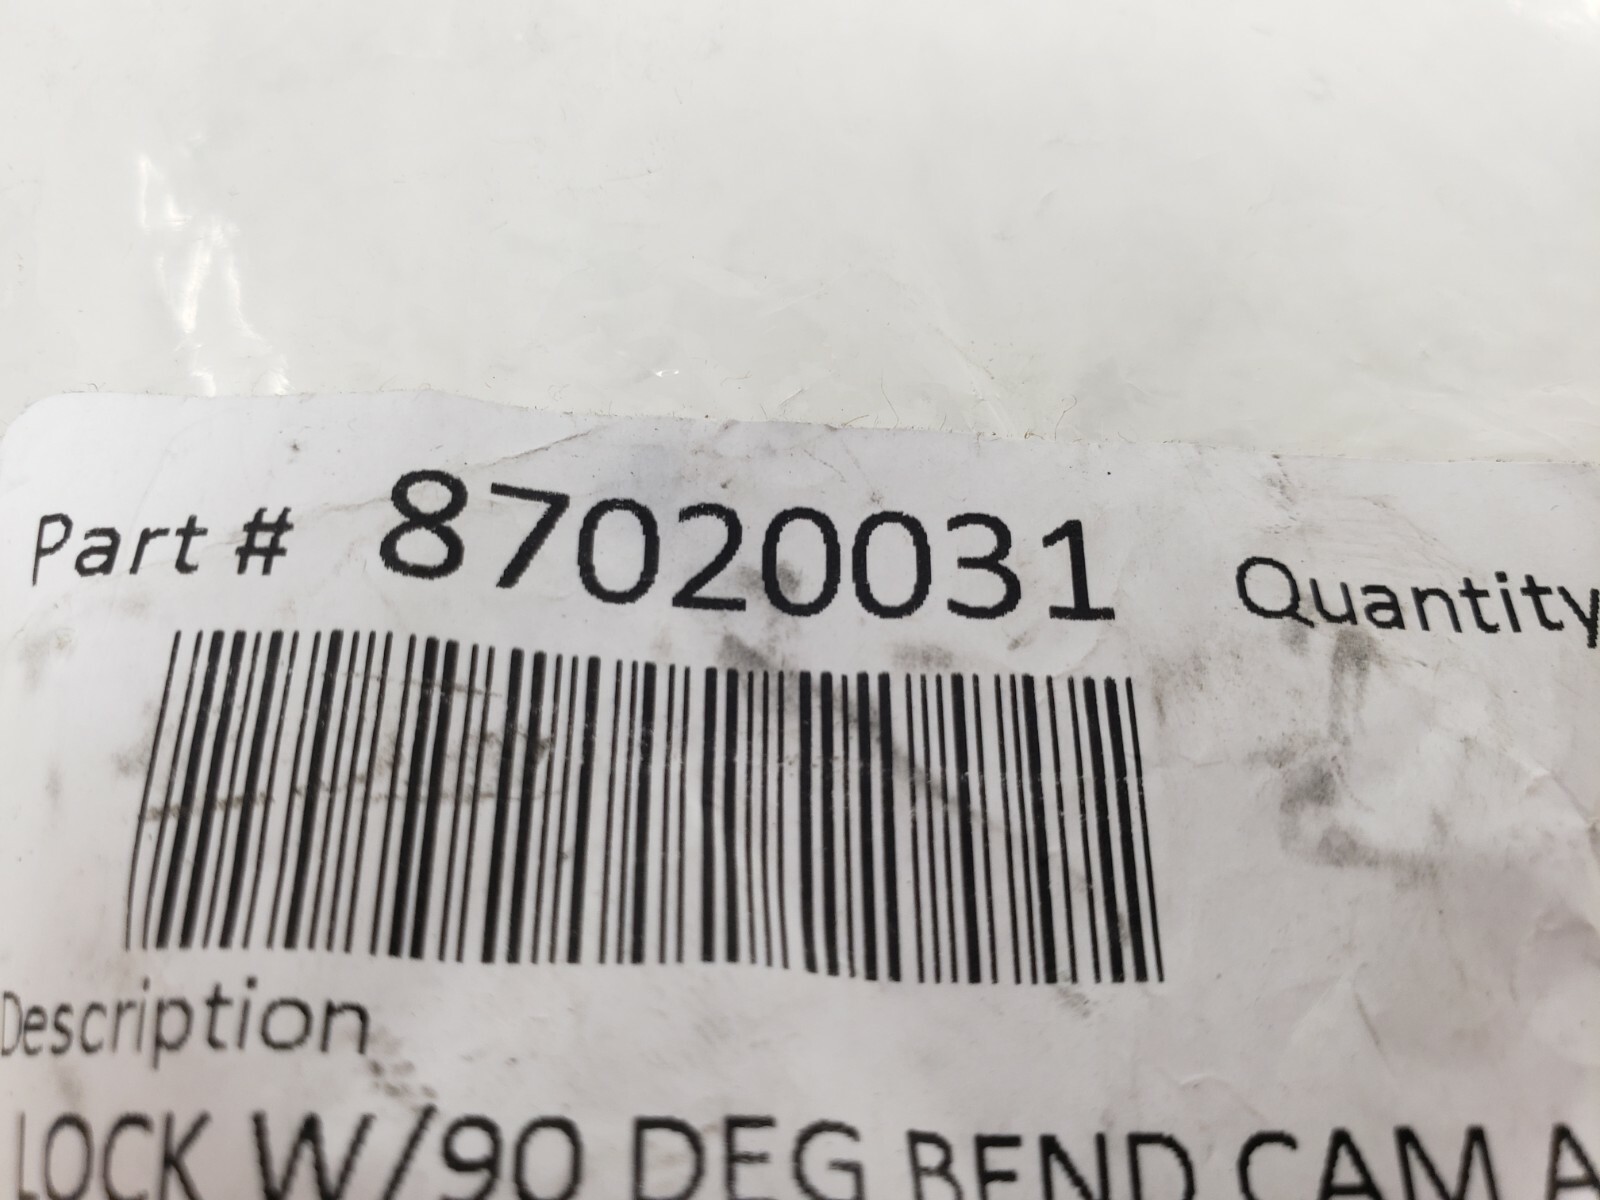 Part # 87020031 Quantity
Description
LOCK W/90 DEG BEND CAM A